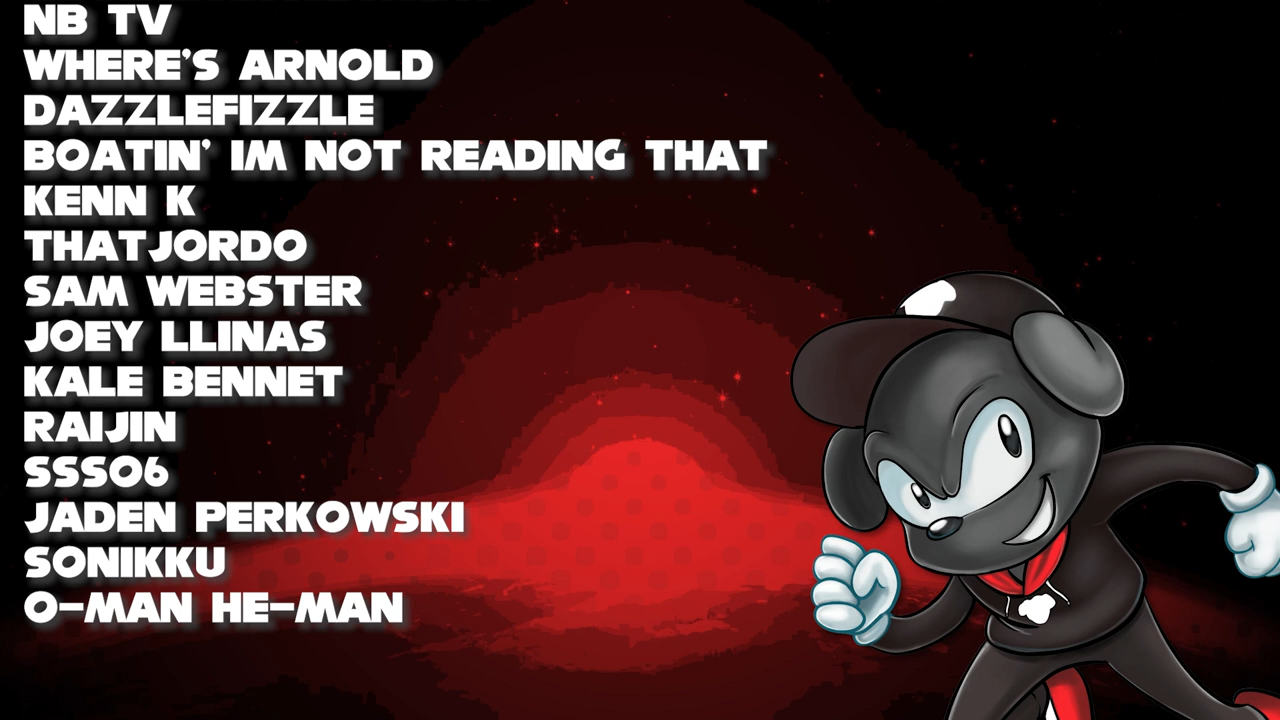 NB TV
WHERE'S ARNOLD
DAZZLEFIZZLE
BOATIN' IM NOT READING THAT
KENN K
THATJORDO
SAM WEBSTER
JOEY LLINAS
KALE BENNET
RAIJIN
SSS06
JADEN PERKOWSKI
SONIKKU
O-MAN HE-MAN